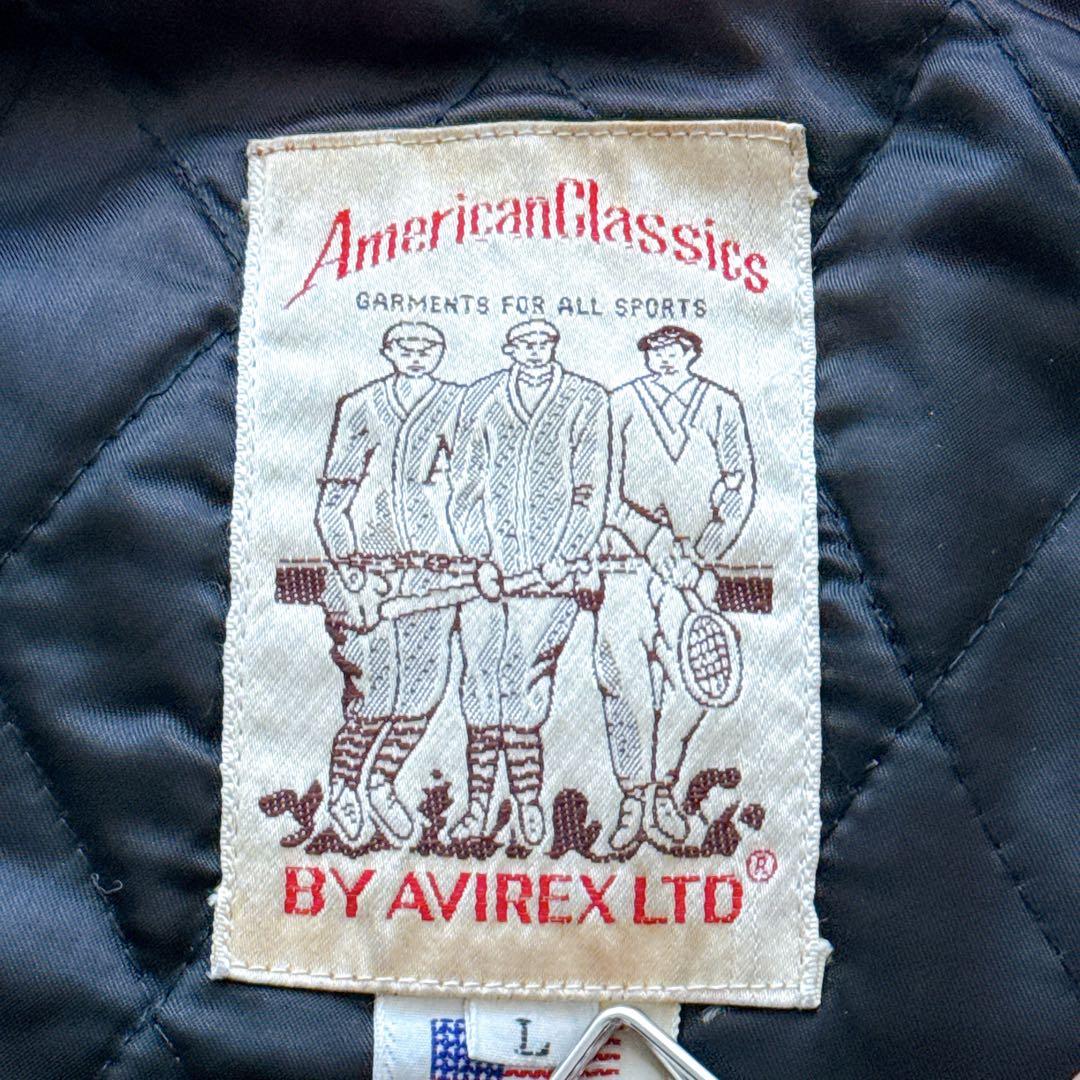 AmericanClassics
GARMENTS FOR ALL SPORTS
A
E
BY AVIREX LTD®
L